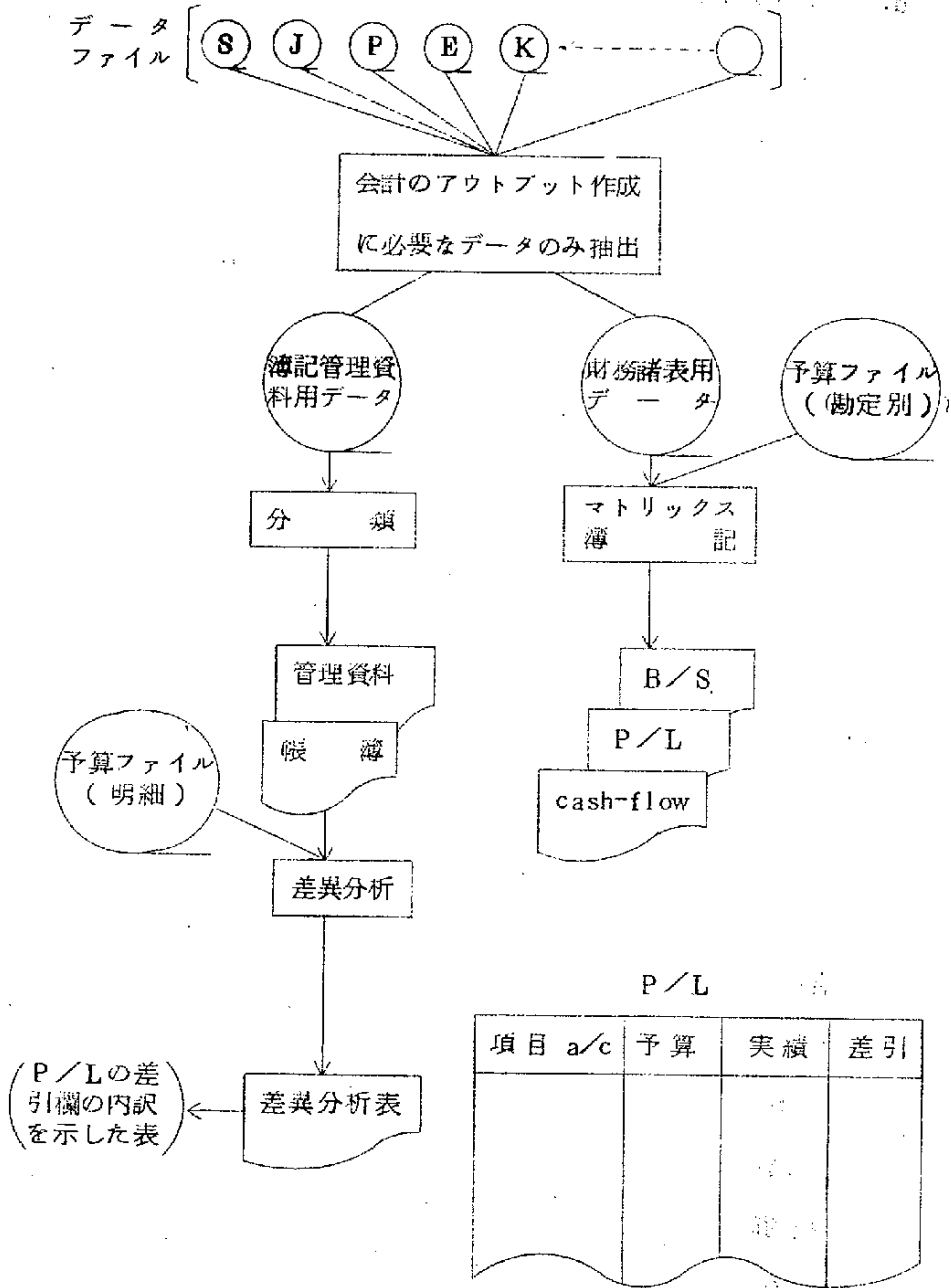 データ
ファイル
S J P E K
会計のアウトプット作成
に必要なデータのみ抽出
簿記管理資
料用データ
財務諸表用
データ
予算ファイル
(勘定別)
分類
マトリックス
簿記
管理資料
帳簿
B/S
P/L
cash-flow
予算ファイル
(明細)
差異分析
差異分析表
(P/Lの差
引欄の内訳
を示した表)
P/L
項目 a/c 予算 実績 差引